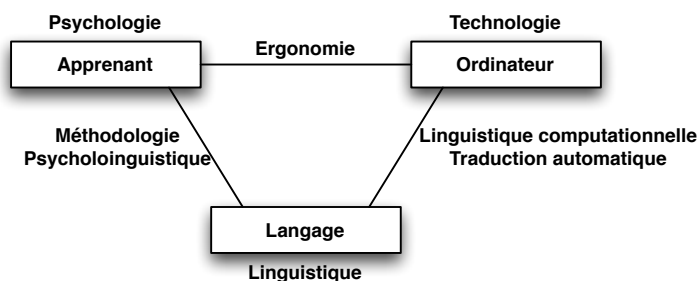 Psychologie
Technologie
Ergonomie
Apprenant
Ordinateur
Méthodologie
Psycholoinguistique
Linguistique computationnelle
Traduction automatique
Langage
Linguistique